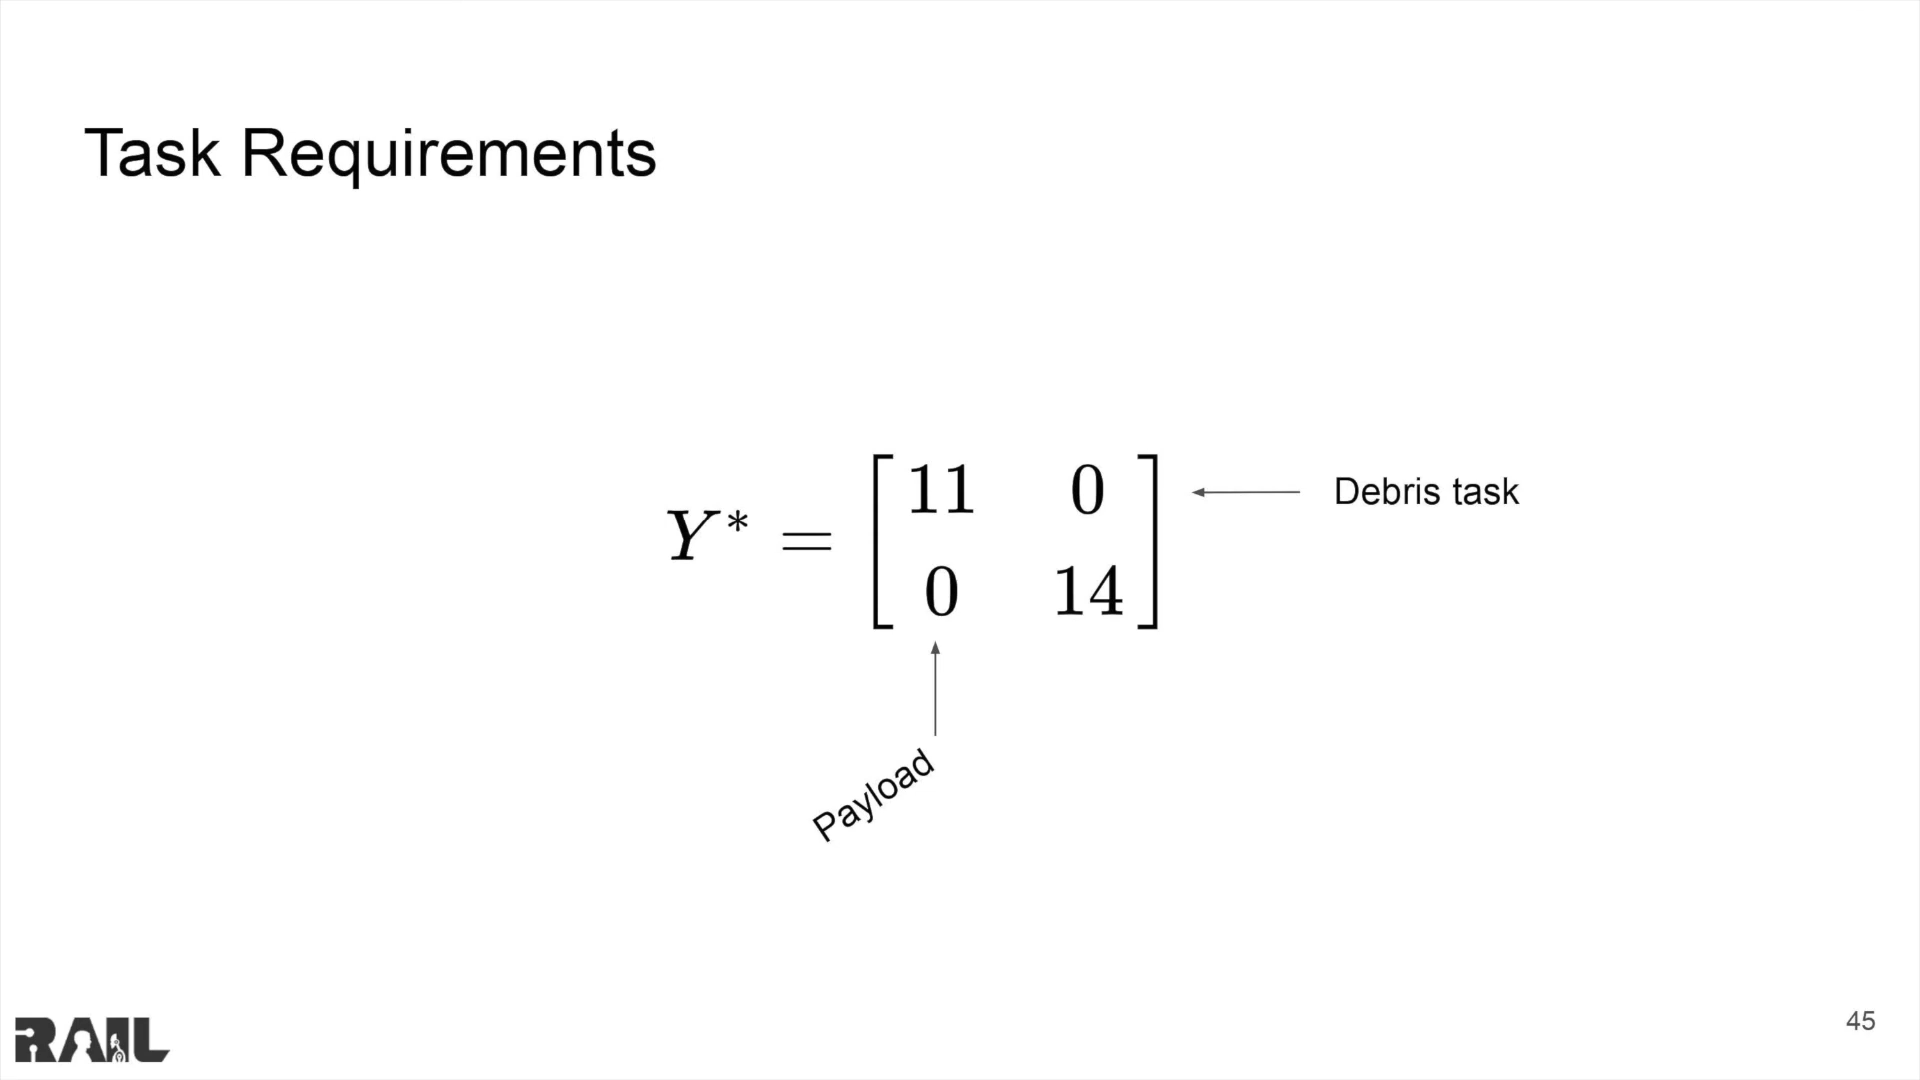 Task Requirements
11 0
Y* =
0 14
Debris task
Payload
RAIL
45